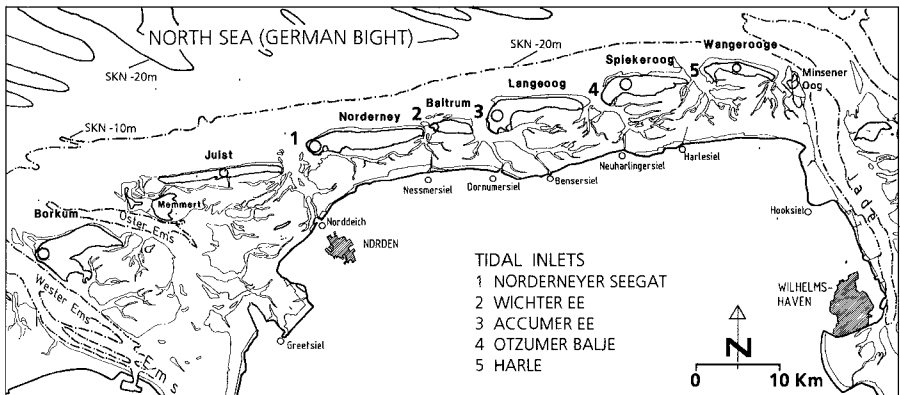 NORTH SEA (GERMAN BIGHT)
SKN -20m
SKN -20m
SKN -10m
Wangerooge
Spiekeroog
Minsener
Oog
Langeoog
Baltrum
Norderney
Juist
Memmert
Borkum
1
2
3
4
5
Oster-Ems
Wester Ems
Ems
Jade
Nessmersiel
Dornumersiel
Bensersiel
Neuharlingersiel
Harlesiel
Hooksiel
Norddeich
NORDEN
Greetsiel
WILHELMS-
HAVEN
TIDAL INLETS
1 NORDERNEYER SEEGAT
2 WICHTER EE
3 ACCUMER EE
4 OTZUMER BALJE
5 HARLE
N
0 10 Km